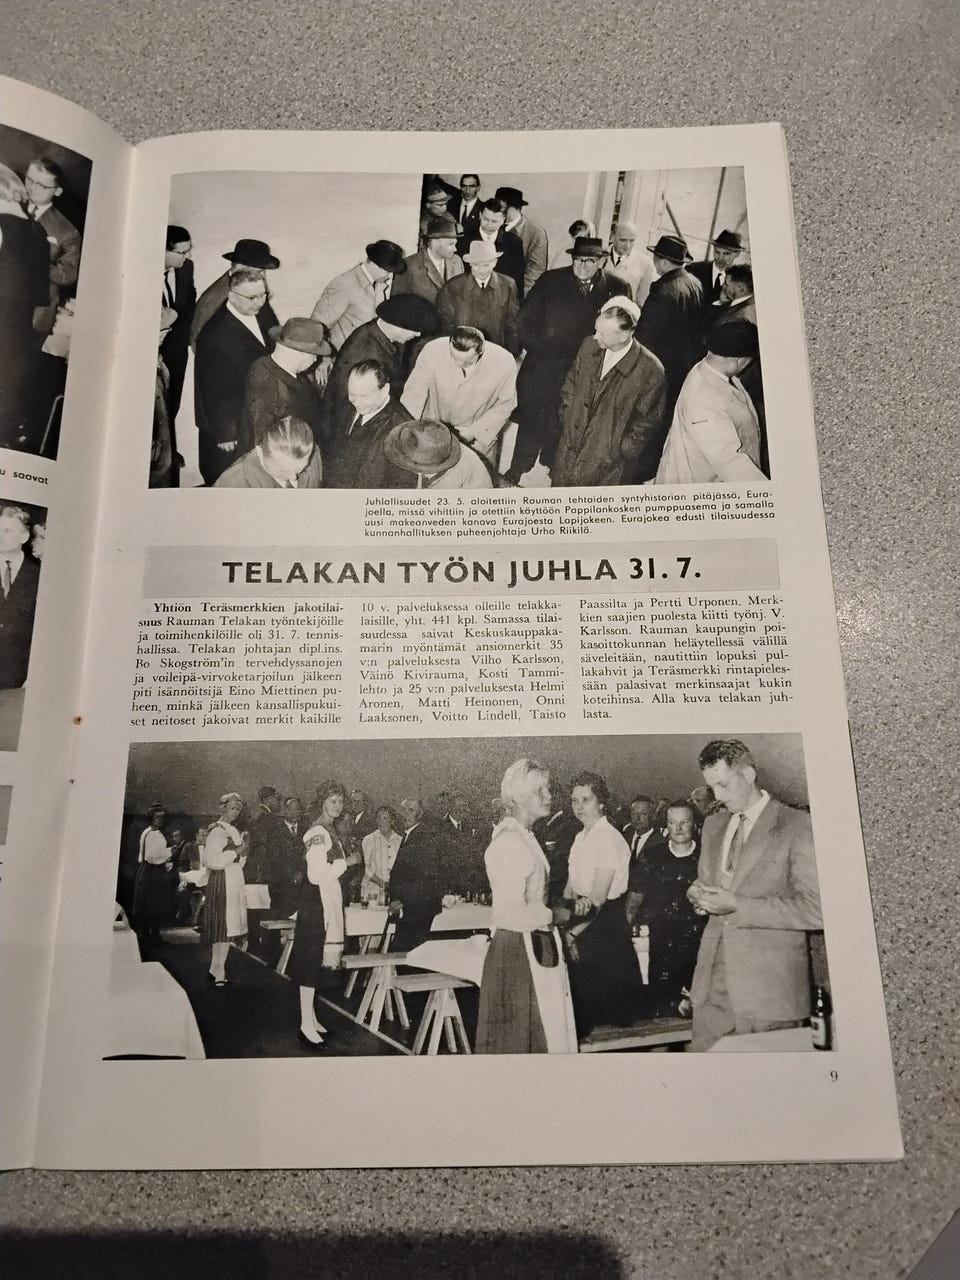 u saavat
Juhlallisuudet 23. 5. aloitettiin Rauman tehtaiden syntyhistorian pitäjässä, Eura-
joella, missä vihittiin ja otettiin käyttöön Pappilankosken pumppuasema ja samalla
uusi makeanveden kanava Eurajoesta Lapijokeen. Eurajokea edusti tilaisuudessa
kunnanhallituksen puheenjohtaja Urho Riikilä.
TELAKAN TYÖN JUHLA 31. 7.
Yhtiön Teräsmerkkien jakotilai-
suus Rauman Telakan työntekijöille
ja toimihenkilöille oli 31. 7. tennis-
hallissa. Telakan johtajan dipl.ins.
Bo Skogström'in tervehdyssanojen
ja voileipä-virvoketarjoilun jälkeen
piti isännöitsijä Eino Miettinen pu-
heen, minkä jälkeen kansallispukui-
set neitoset jakoivat merkit kaikille
10 v. palveluksessa olleille telakka-
laisille, yht. 441 kpl. Samassa tilai-
suudessa saivat Keskuskauppaka-
marin myöntämät ansiomerkit 35
v:n palveluksesta Vilho Karlsson,
Väinö Kivirauma, Kosti Tammi-
lehto ja 25 v:n palveluksesta Helmi
Aronen, Matti Heinonen, Onni
Laaksonen, Voitto Lindell, Taisto
Paassilta ja Pertti Urponen. Merk-
kien saajien puolesta kiitti työnj. V.
Karlsson. Rauman kaupungin poi-
kasoittokunnan heläytellessä välillä
säveleitään, nautittiin lopuksi pul-
lakahvit ja Teräsmerkki rintapieles-
sään palasivat merkinsaajat kukin
koteihinsa. Alla kuva telakan juh-
lasta.
9